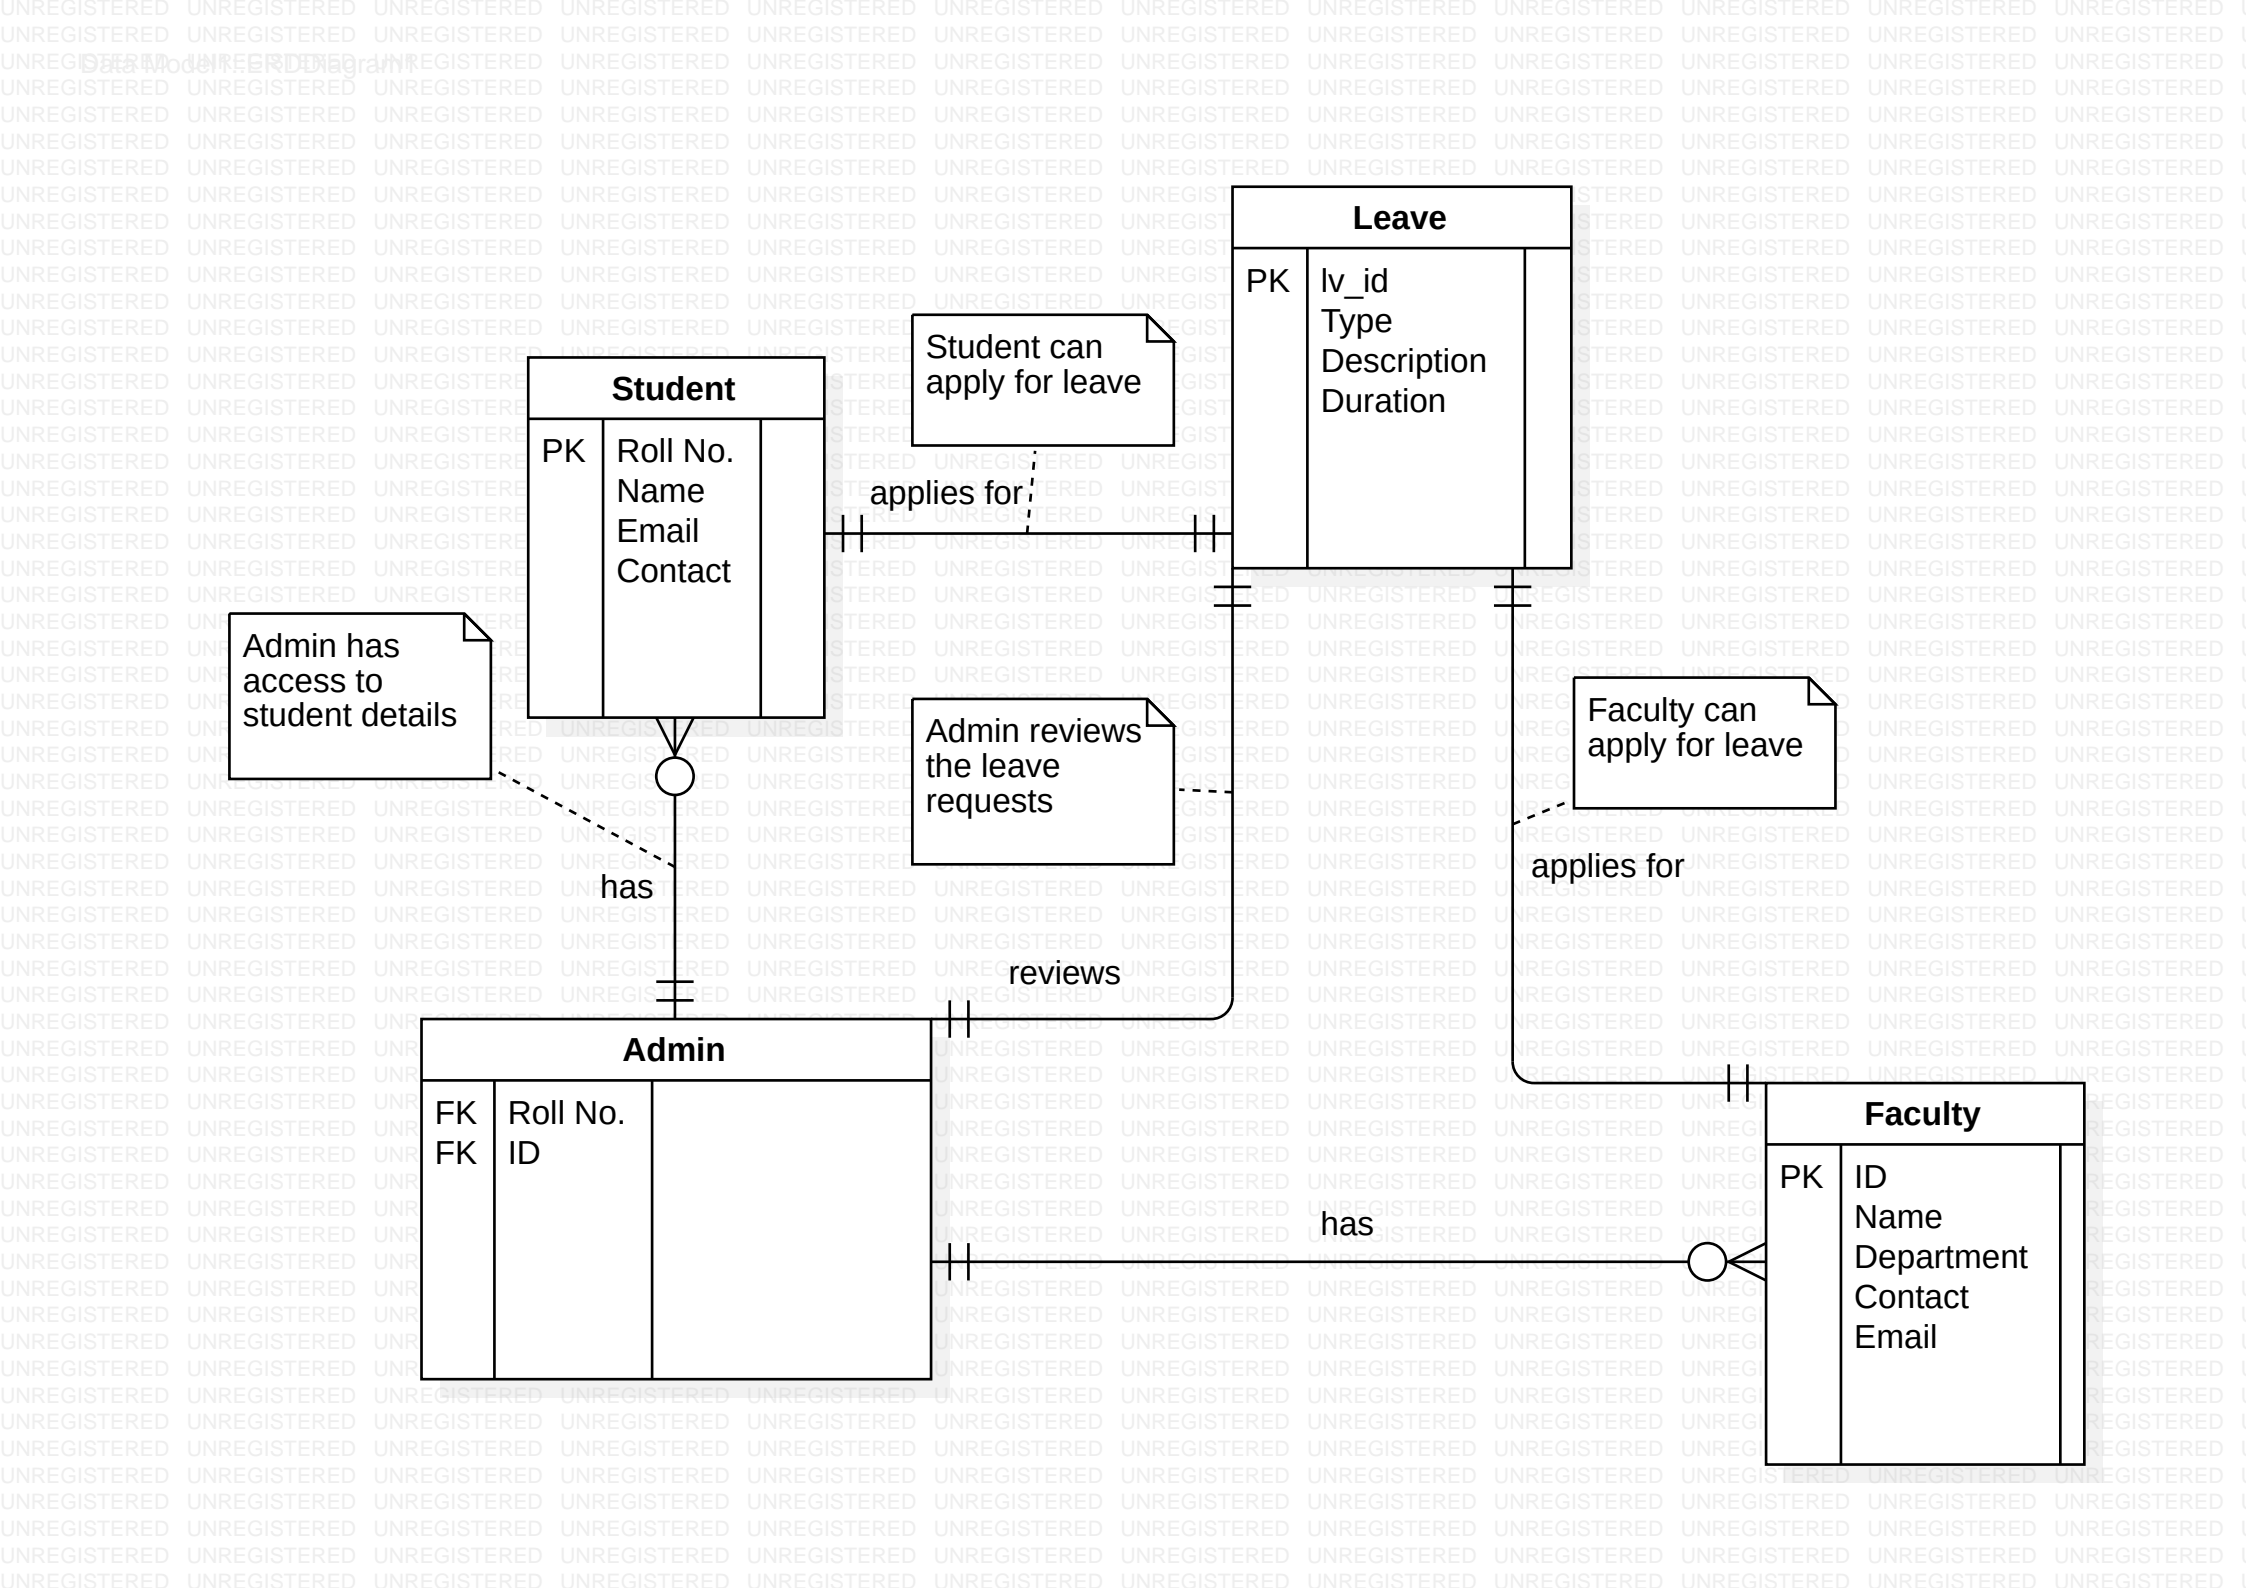 Data Model1::ERDDiagram1
Leave
PK lv_id
Type
Description
Duration
Student can
apply for leave
Student
PK Roll No.
Name
Email
Contact
applies for
Admin has
access to
student details
Admin reviews
the leave
requests
Faculty can
apply for leave
applies for
has
reviews
Admin
FK Roll No.
FK ID
has
Faculty
PK ID
Name
Department
Contact
Email
UNREGISTERED